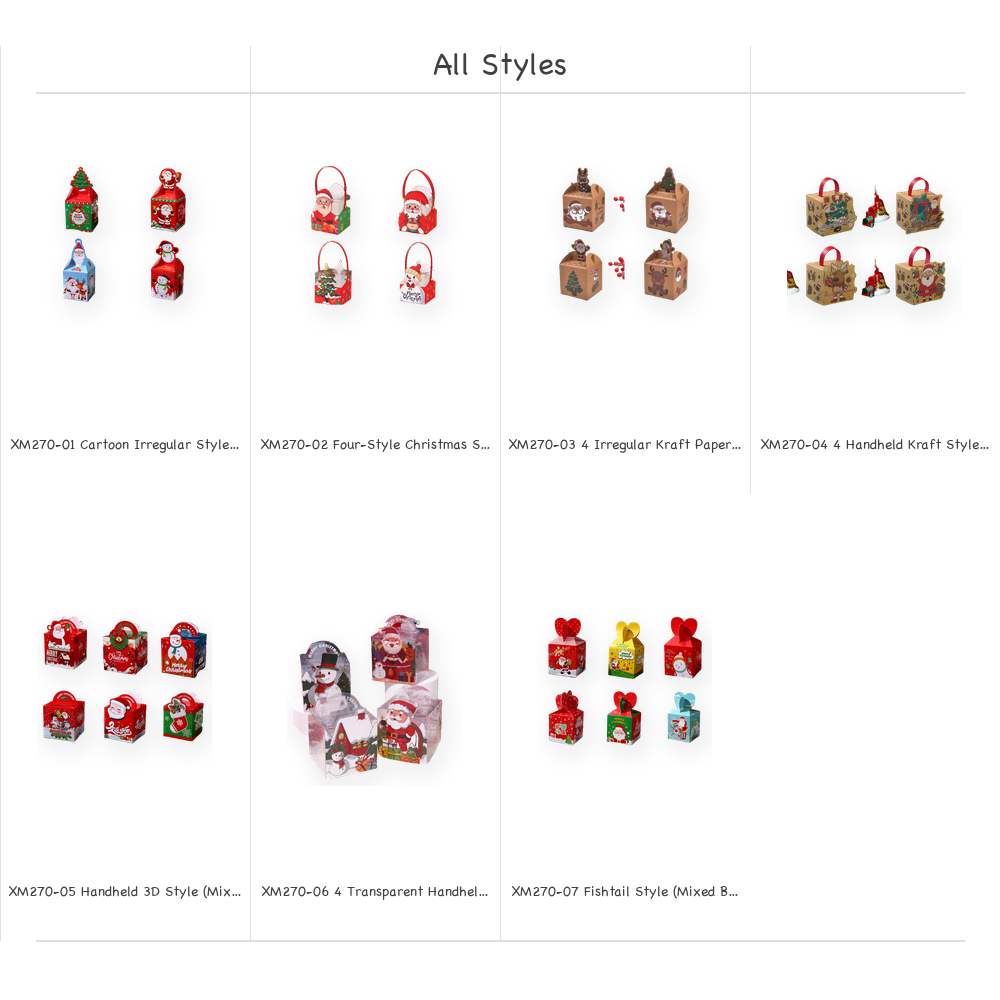 All Styles
XM270-01 Cartoon Irregular Style...
XM270-02 Four-Style Christmas S...
XM270-03 4 Irregular Kraft Paper...
XM270-04 4 Handheld Kraft Style...
Merry
Christmas
XM270-05 Handheld 3D Style (Mix...
XM270-06 4 Transparent Handhel...
XM270-07 Fishtail Style (Mixed B...